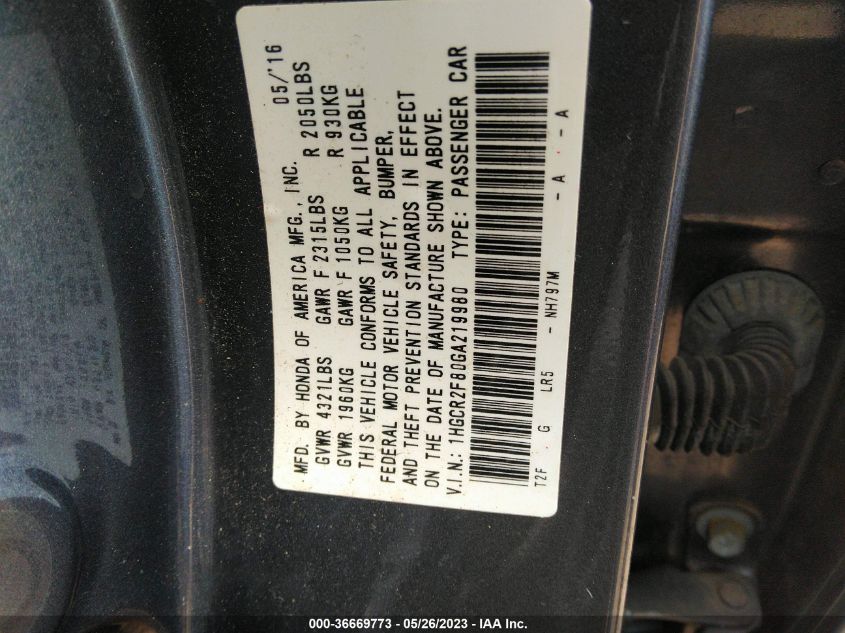 MFD. BY HONDA OF AMERICA MFG., INC. 05/'16
GVWR 4321LBS GAWR F 2315LBS R 2050LBS
GVWR 1960KG GAWR F 1050KG R 930KG
THIS VEHICLE CONFORMS TO ALL APPLICABLE
FEDERAL MOTOR VEHICLE SAFETY, BUMPER,
AND THEFT PREVENTION STANDARDS IN EFFECT
ON THE DATE OF MANUFACTURE SHOWN ABOVE.
V.I.N.: 1HGCR2F80GA219980 TYPE: PASSENGER CAR
T2F G LR5 - NH797M -A -A
000-36669773 - 05/26/2023 - IAA Inc.